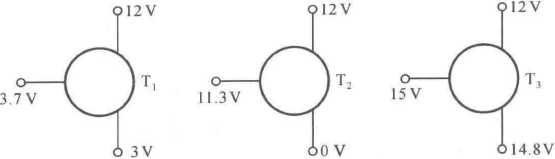 12 V
T₁
3.7 V
3 V
12 V
T₂
11.3 V
0 V
12 V
T₃
15 V
14.8 V